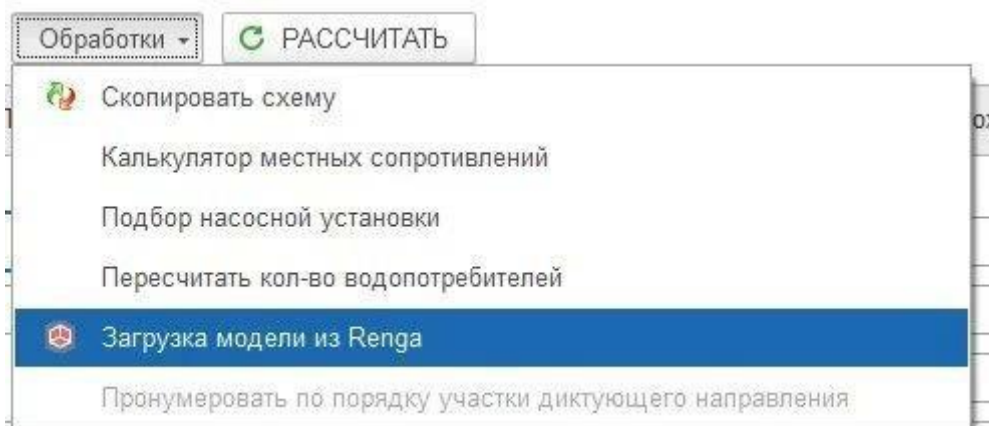 Обработки
РАССЧИТАТЬ
Скопировать схему
Калькулятор местных сопротивлений
Подбор насосной установки
Пересчитать кол-во водопотребителей
Загрузка модели из Renga
Пронумеровать по порядку участки диктующего направления